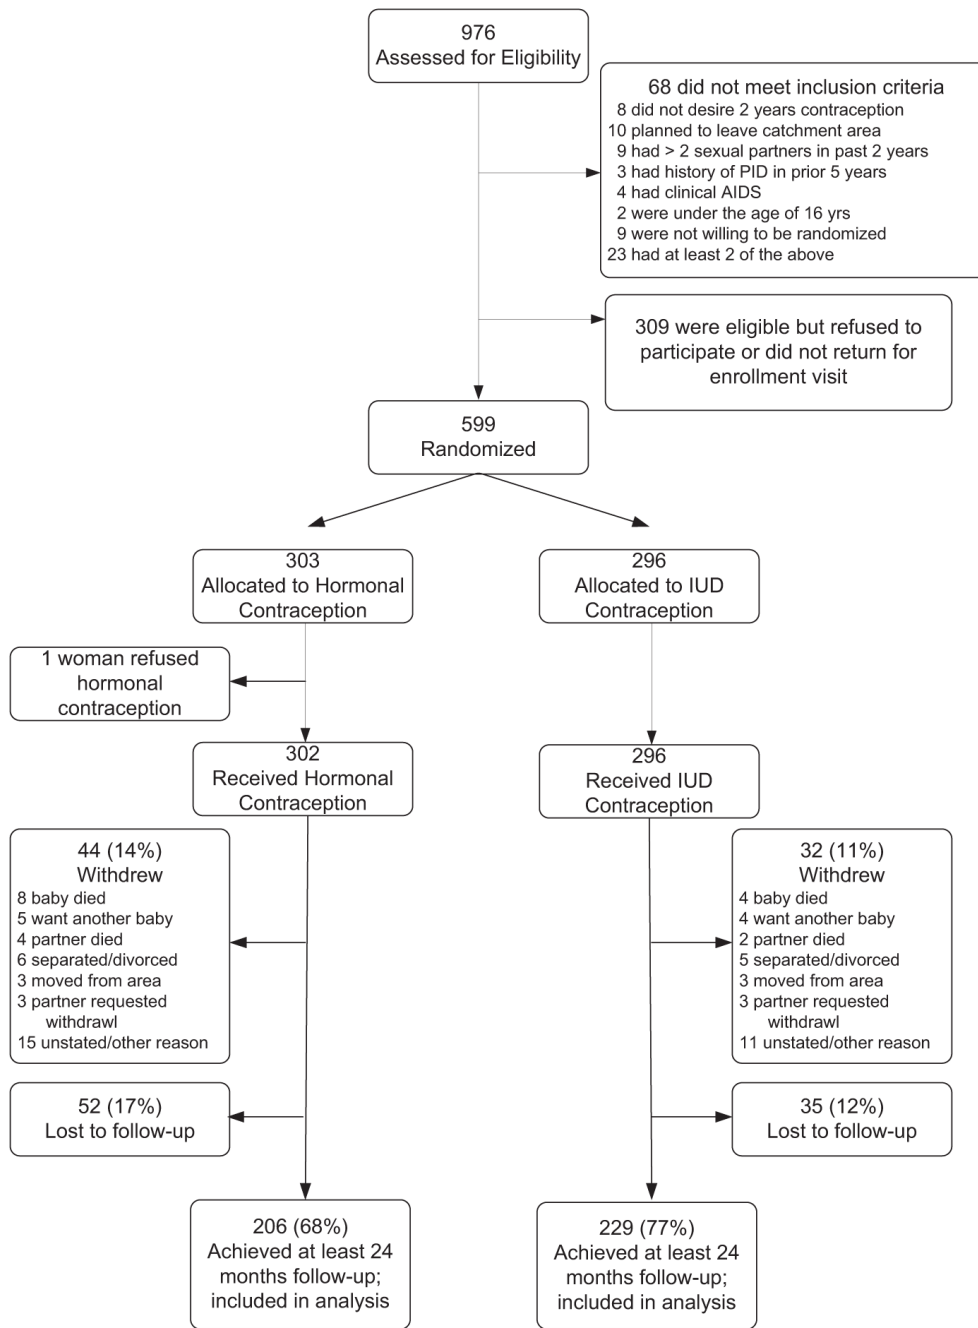 976
Assessed for Eligibility
68 did not meet inclusion criteria
8 did not desire 2 years contraception
10 planned to leave catchment area
9 had > 2 sexual partners in past 2 years
3 had history of PID in prior 5 years
4 had clinical AIDS
2 were under the age of 16 yrs
9 were not willing to be randomized
23 had at least 2 of the above
309 were eligible but refused to
participate or did not return for
enrollment visit
599
Randomized
303
Allocated to Hormonal
Contraception
296
Allocated to IUD
Contraception
1 woman refused
hormonal
contraception
302
Received Hormonal
Contraception
296
Received IUD
Contraception
44 (14%)
Withdrew
8 baby died
5 want another baby
4 partner died
6 separated/divorced
3 moved from area
3 partner requested
withdrawl
15 unstated/other reason
32 (11%)
Withdrew
4 baby died
4 want another baby
2 partner died
5 separated/divorced
3 moved from area
3 partner requested
withdrawl
11 unstated/other reason
52 (17%)
Lost to follow-up
35 (12%)
Lost to follow-up
206 (68%)
Achieved at least 24
months follow-up;
included in analysis
229 (77%)
Achieved at least 24
months follow-up;
included in analysis